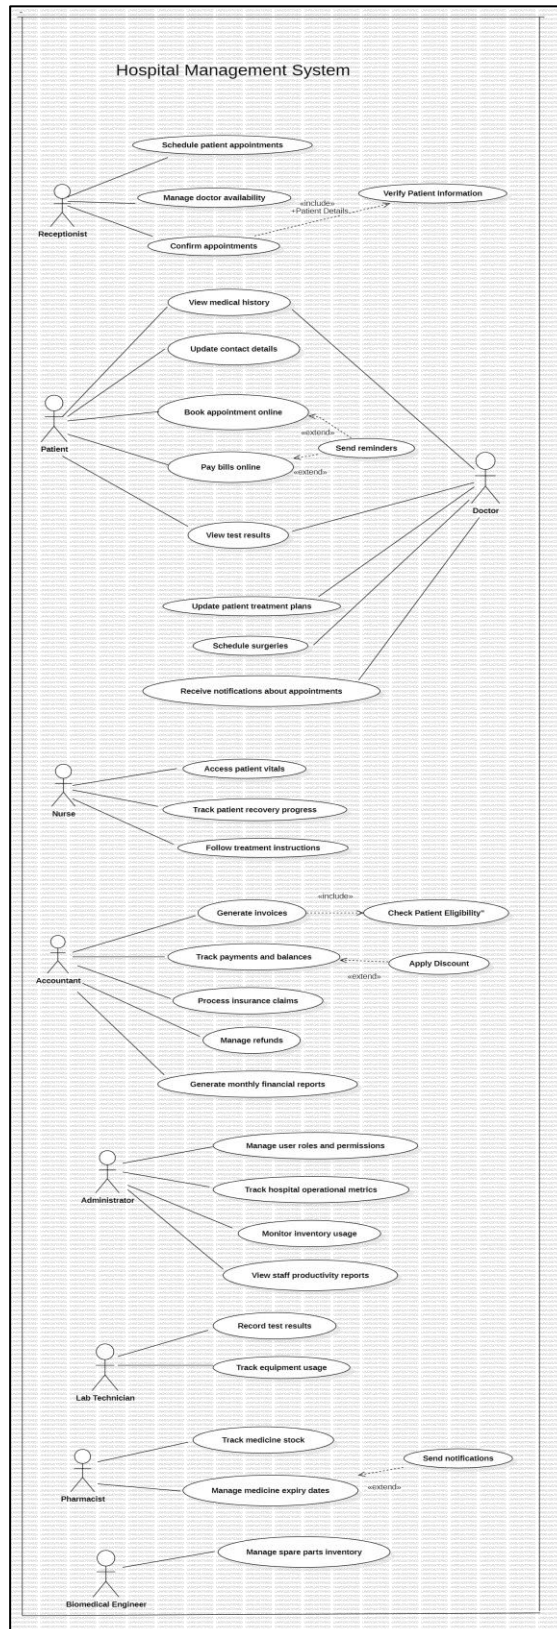 Hospital Management System
Schedule patient appointments
Manage doctor availability
Verify Patient Information
«include»
+Patient Details
Receptionist
Confirm appointments
View medical history
Update contact details
Book appointment online
«extend»
Send reminders
Patient
Pay bills online
«extend»
Doctor
View test results
Update patient treatment plans
Schedule surgeries
Receive notifications about appointments
Access patient vitals
Nurse
Track patient recovery progress
Follow treatment instructions
«include»
Generate invoices
Check Patient Eligibility"
Track payments and balances
Apply Discount
«extend»
Accountant
Process insurance claims
Manage refunds
Generate monthly financial reports
Manage user roles and permissions
Track hospital operational metrics
Administrator
Monitor inventory usage
View staff productivity reports
Record test results
Track equipment usage
Lab Technician
Track medicine stock
Send notifications
Manage medicine expiry dates
«extend»
Pharmacist
Manage spare parts inventory
Biomedical Engineer